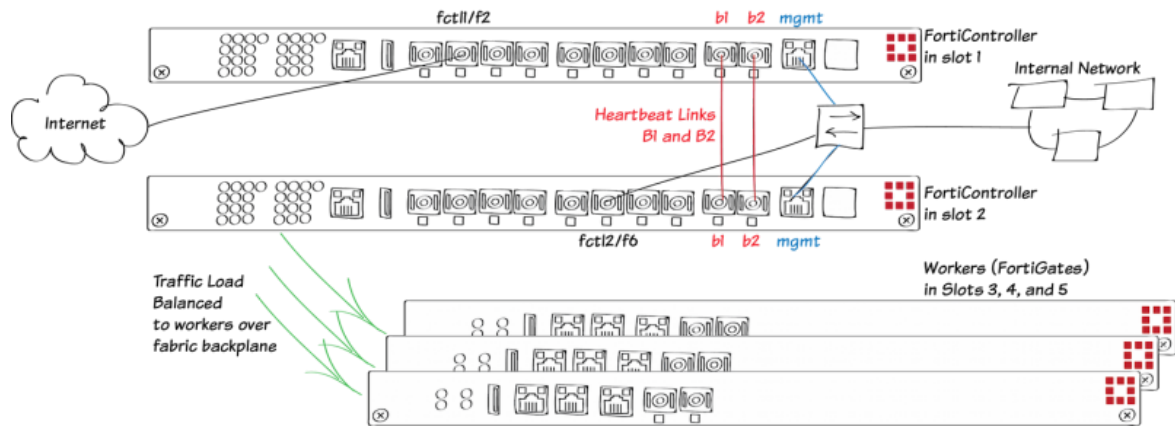 fctl1/f2
b1
b2
mgmt
FortiController
in slot 1
Internal Network
Internet
Heartbeat Links
B1 and B2
FortiController
in slot 2
fctl2/f6
b1
b2
mgmt
Traffic Load
Balanced
to workers over
fabric backplane
Workers (FortiGates)
in Slots 3, 4, and 5